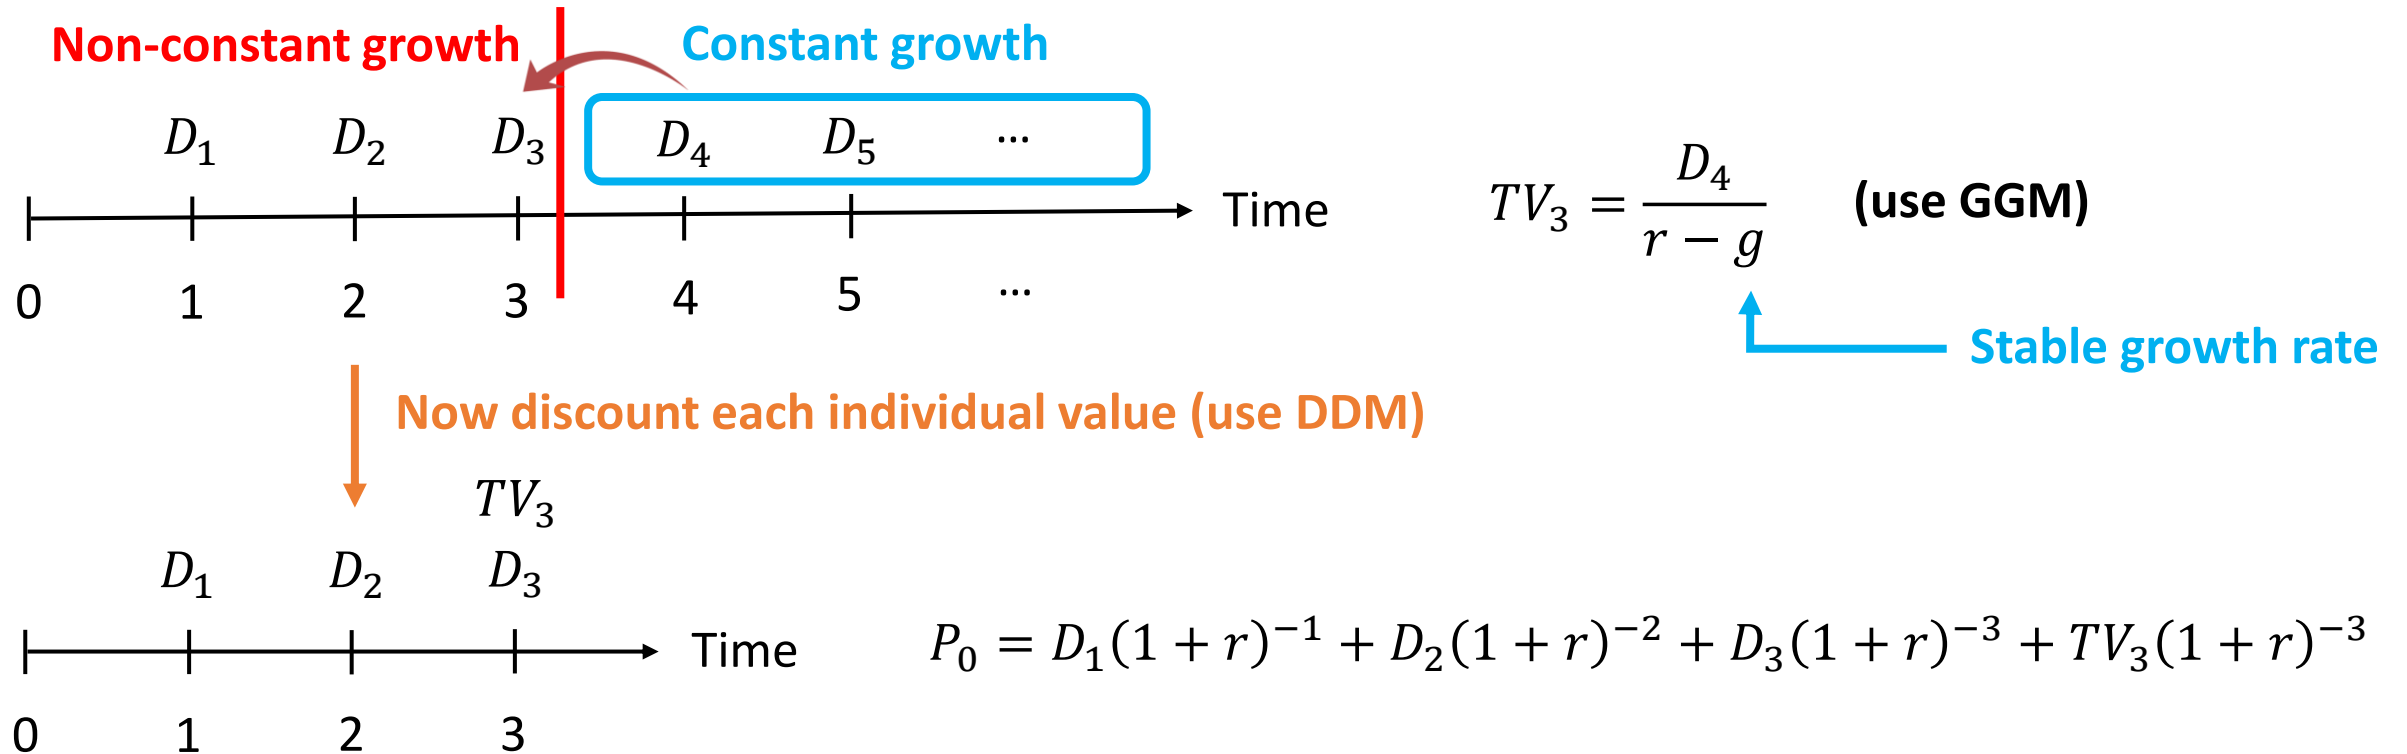 Non-constant growth
Constant growth
D₁ D₂ D₃ D₄ D₅ ...
Time
0 1 2 3 4 5 ...
TV₃ = D₄ / (r − g) (use GGM)
Stable growth rate
Now discount each individual value (use DDM)
TV₃
D₁ D₂ D₃
Time
0 1 2 3
P₀ = D₁(1 + r)⁻¹ + D₂(1 + r)⁻² + D₃(1 + r)⁻³ + TV₃(1 + r)⁻³